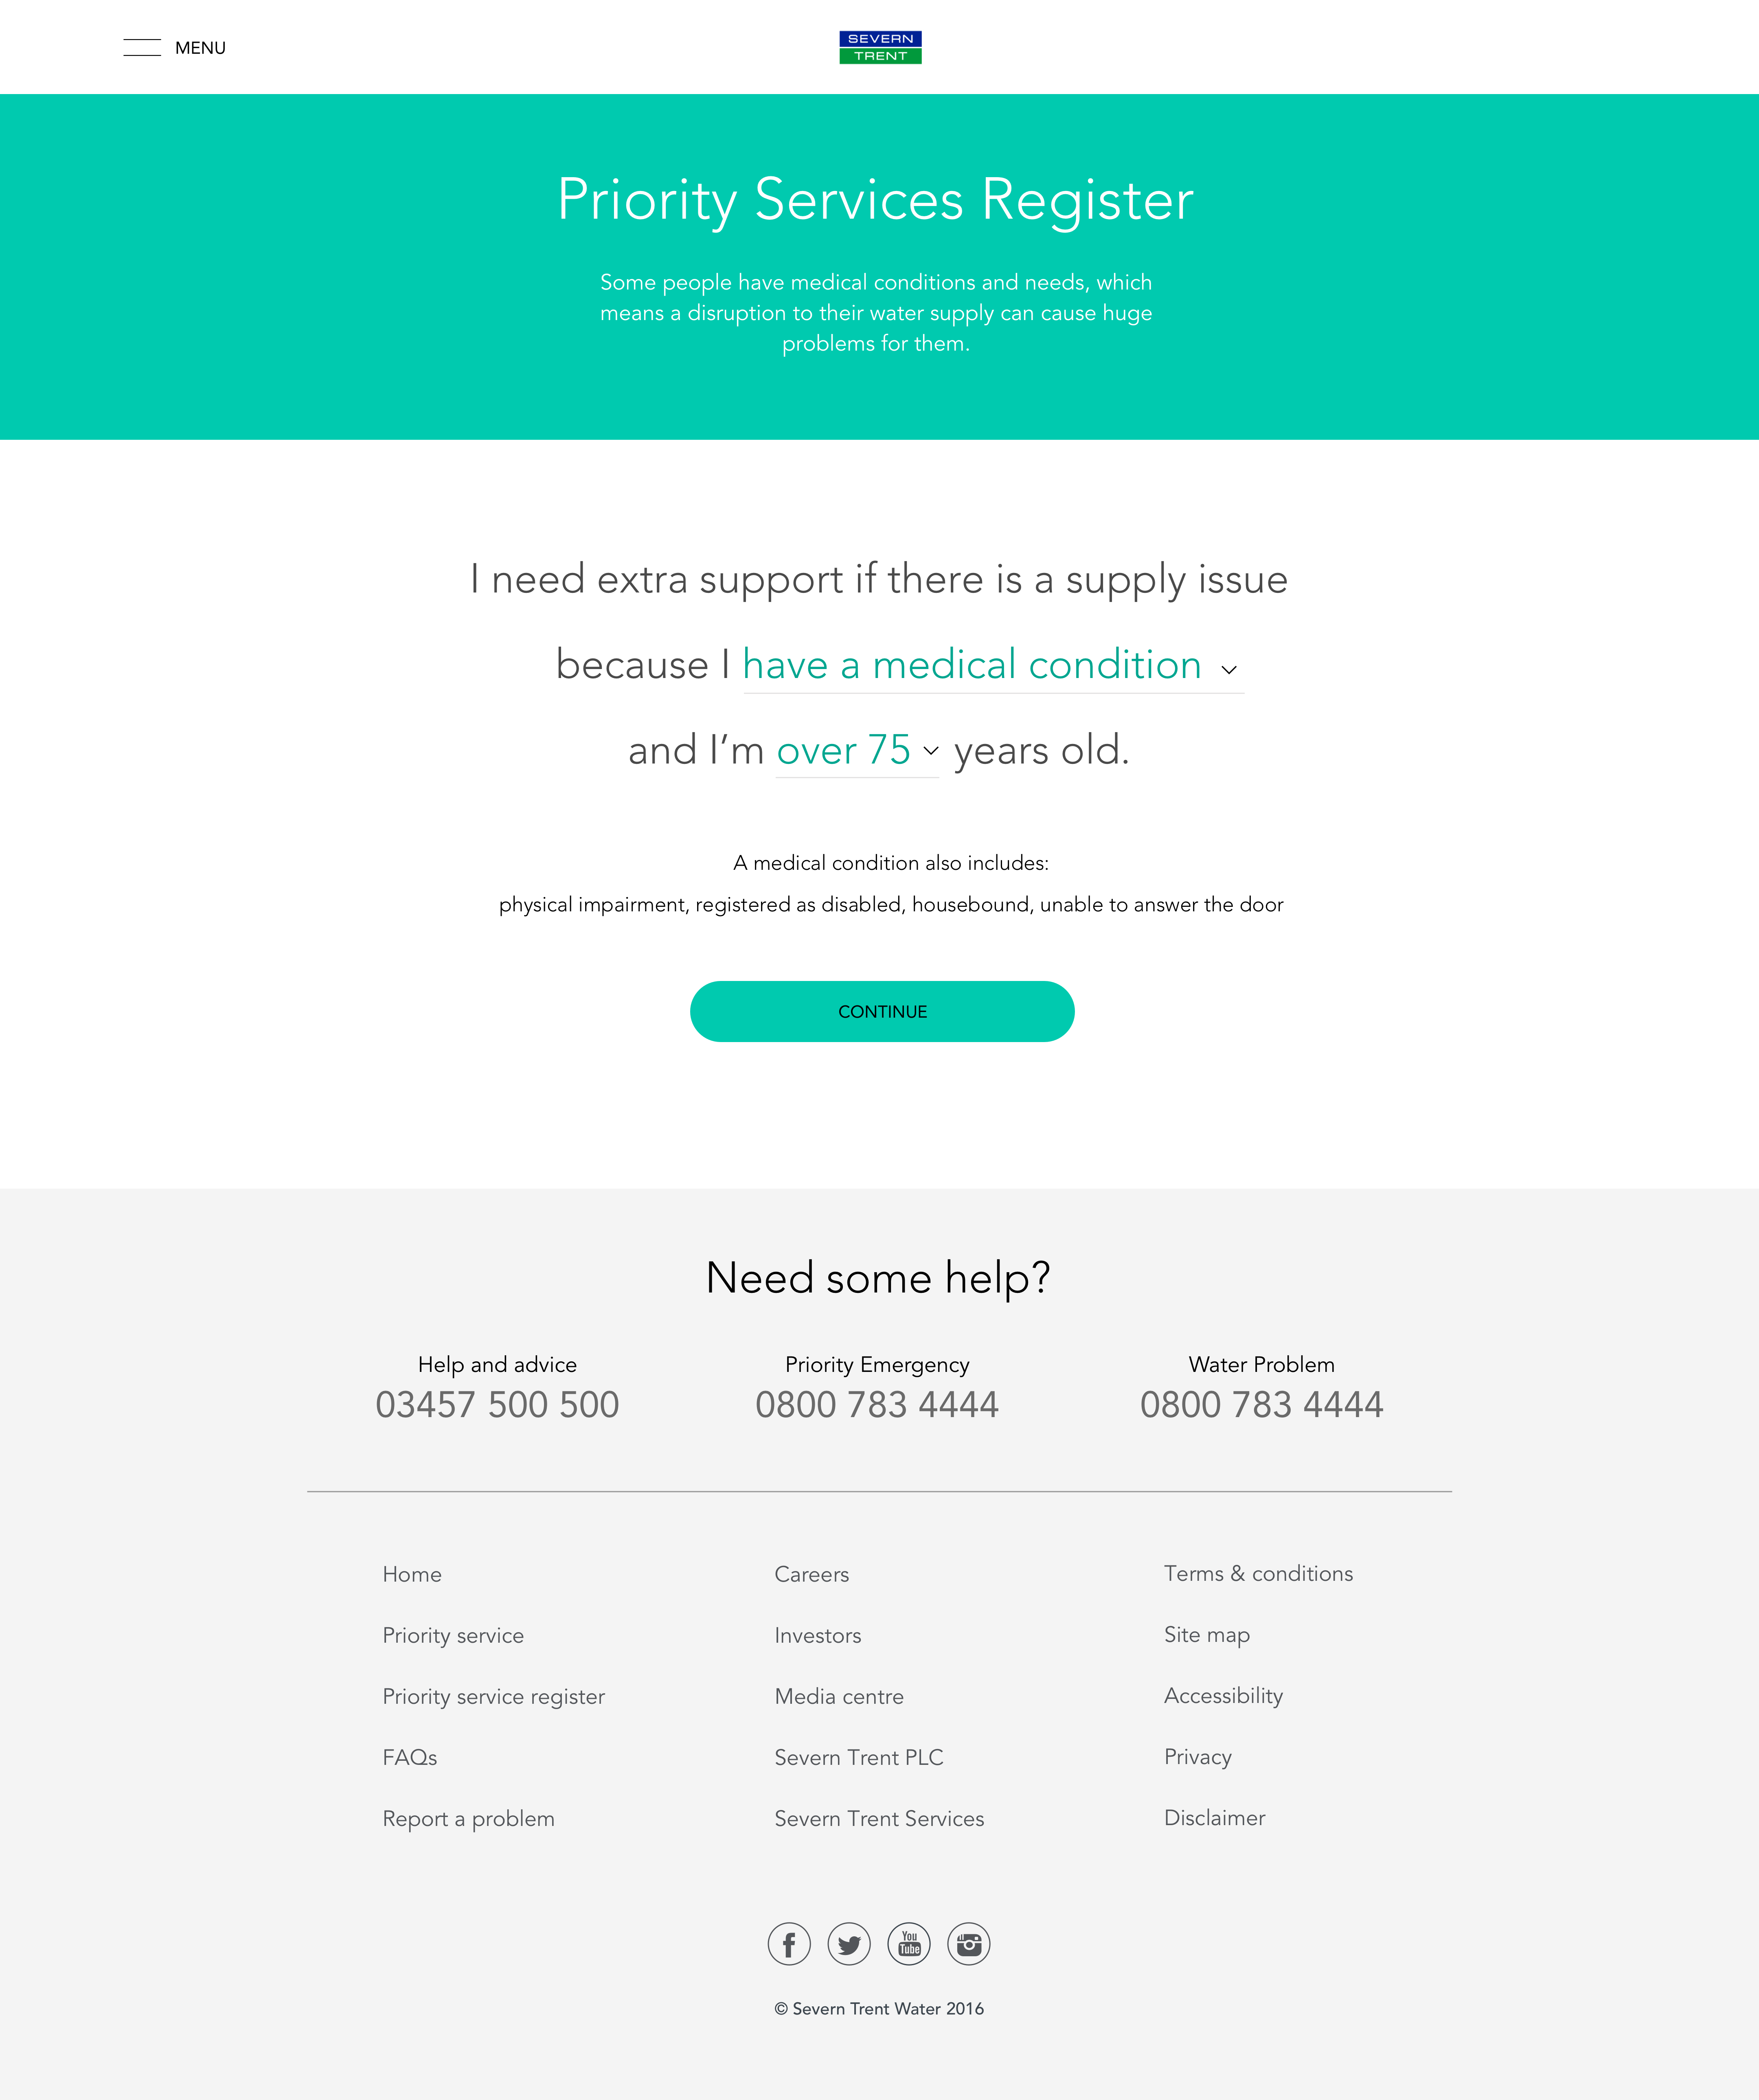 MENU
SEVERN
TRENT
Priority Services Register
Some people have medical conditions and needs, which
means a disruption to their water supply can cause huge
problems for them.
I need extra support if there is a supply issue
because I have a medical condition
and I’m over 75 years old.
A medical condition also includes:
physical impairment, registered as disabled, housebound, unable to answer the door
CONTINUE
Need some help?
Help and advice
03457 500 500
Priority Emergency
0800 783 4444
Water Problem
0800 783 4444
Home
Priority service
Priority service register
FAQs
Report a problem
Careers
Investors
Media centre
Severn Trent PLC
Severn Trent Services
Terms & conditions
Site map
Accessibility
Privacy
Disclaimer
You
Tube
© Severn Trent Water 2016